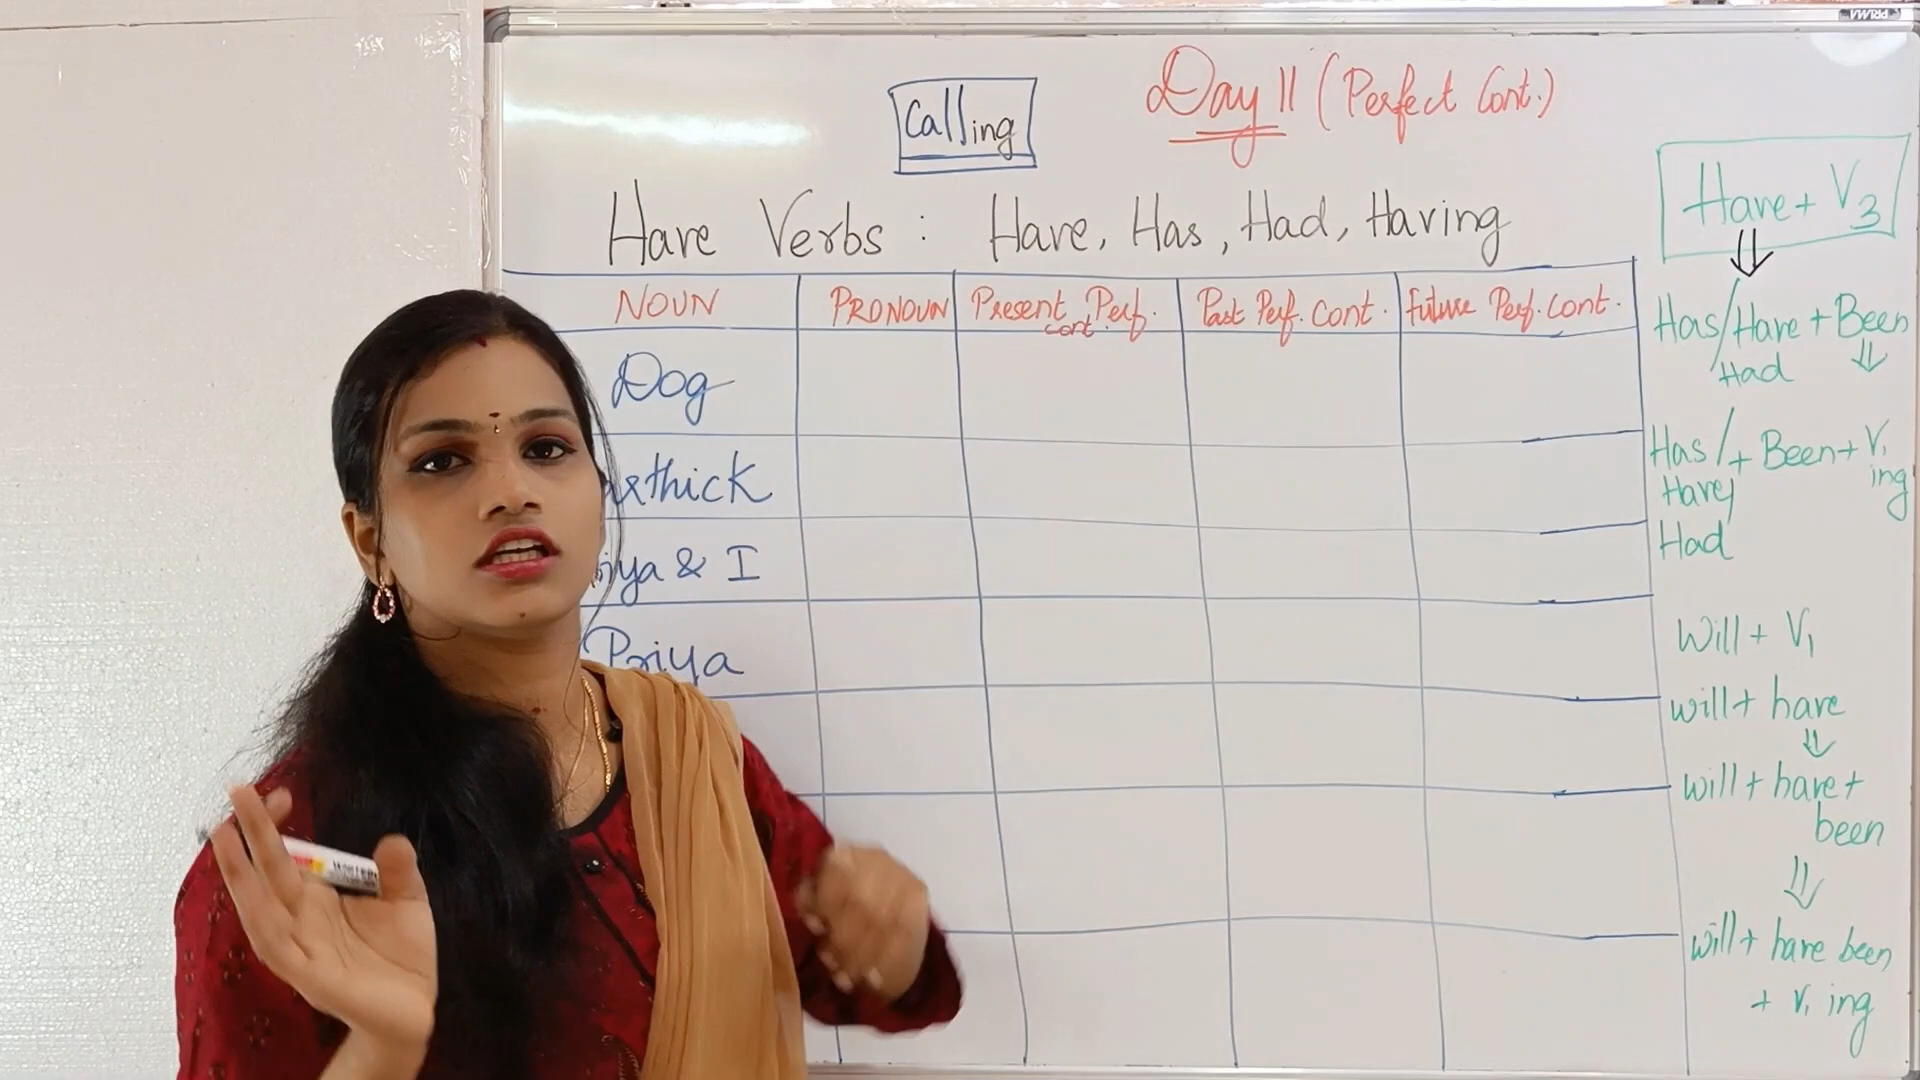 Day 11 (Perfect Cont.)
Calling
Have Verbs : Have, Has, Had, Having
NOUN PRONOUN Present Perf. cont. Past Perf. Cont. future Perf. cont.
Dog
Priya & I
Priya
Have + V3
⇓
Has/Have + Been
Had ⇓
Has/ + Been + V1
Have/ ing
Had
Will + V1
will + have
⇓
will + have +
been
⇓
will + have been
+ V1 ing
PRIMA